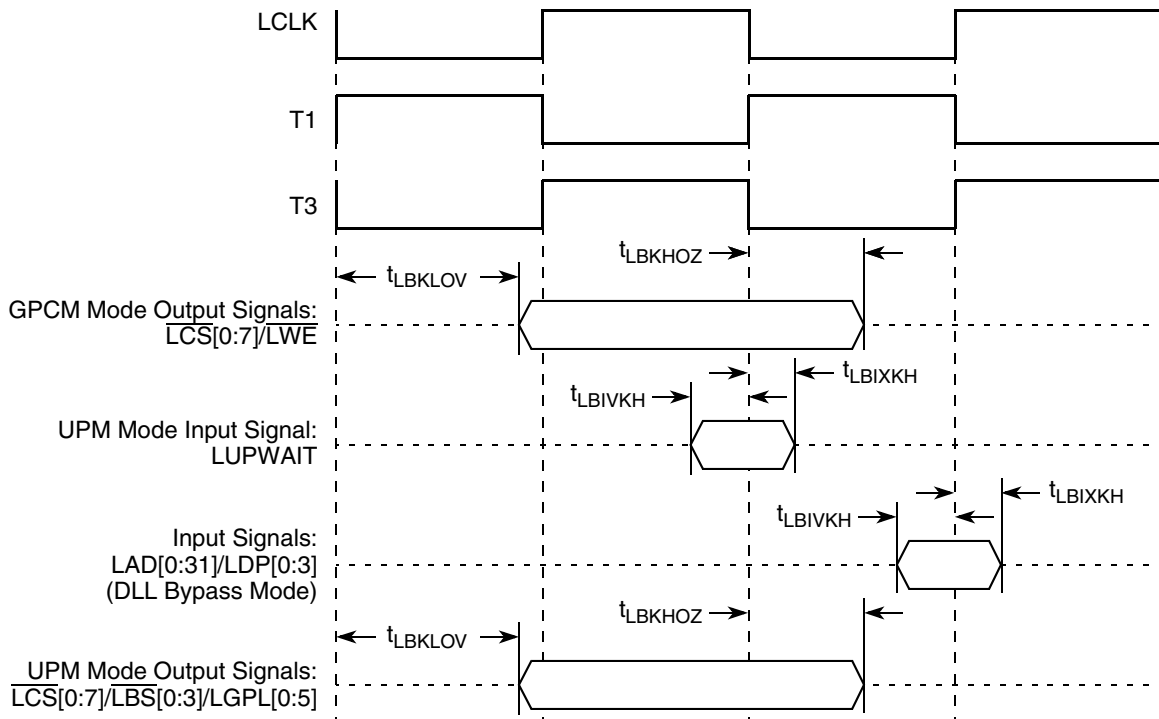 LCLK
T1
T3
tLBKHOZ
tLBKLOV
GPCM Mode Output Signals:
LCS[0:7]/LWE
tLBIXKH
tLBIVKH
UPM Mode Input Signal:
LUPWAIT
tLBIXKH
tLBIVKH
Input Signals:
LAD[0:31]/LDP[0:3]
(DLL Bypass Mode)
tLBKHOZ
tLBKLOV
UPM Mode Output Signals:
LCS[0:7]/LBS[0:3]/LGPL[0:5]